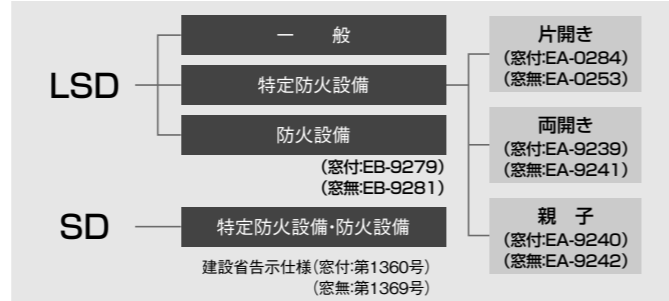 LSD
一 般
特定防火設備
防火設備
(窓付:EB-9279)
(窓無:EB-9281)
片開き
(窓付:EA-0284)
(窓無:EA-0253)
両開き
(窓付:EA-9239)
(窓無:EA-9241)
親 子
(窓付:EA-9240)
(窓無:EA-9242)
SD
特定防火設備・防火設備
建設省告示仕様(窓付:第1360号)
(窓無:第1369号)